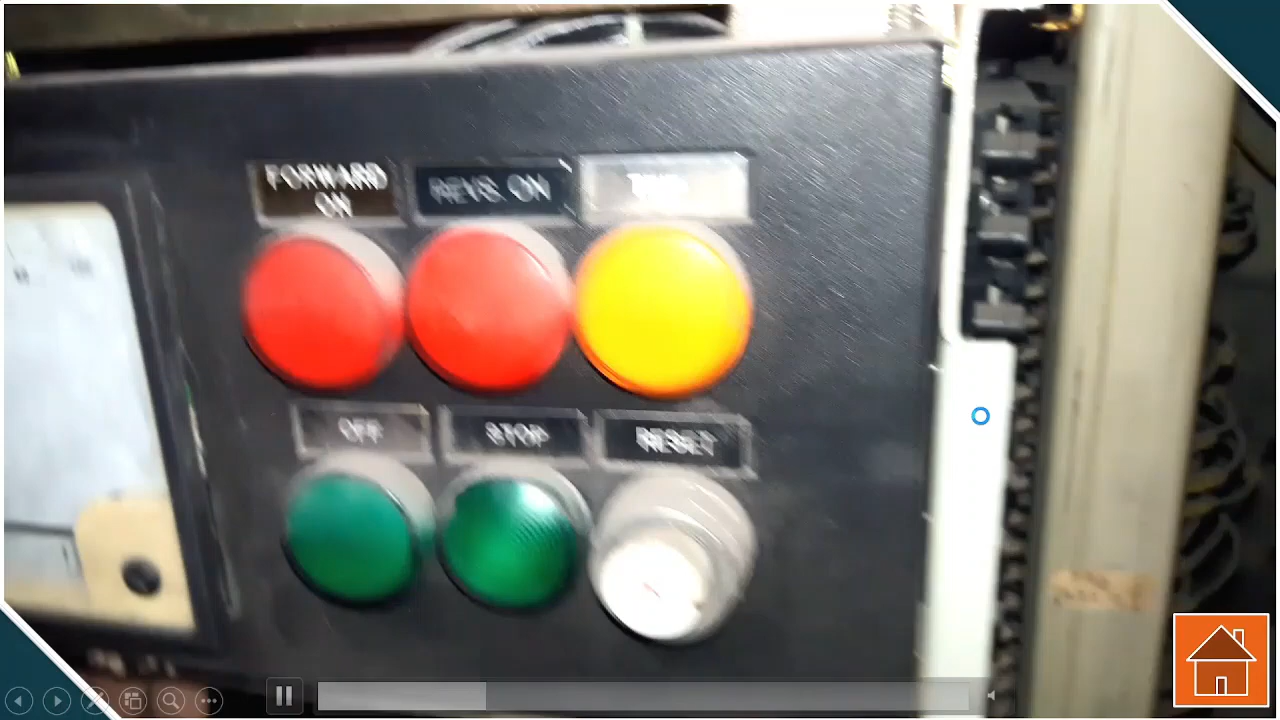 FORWARD
ON
REVS. ON
OFF
STOP
RESET